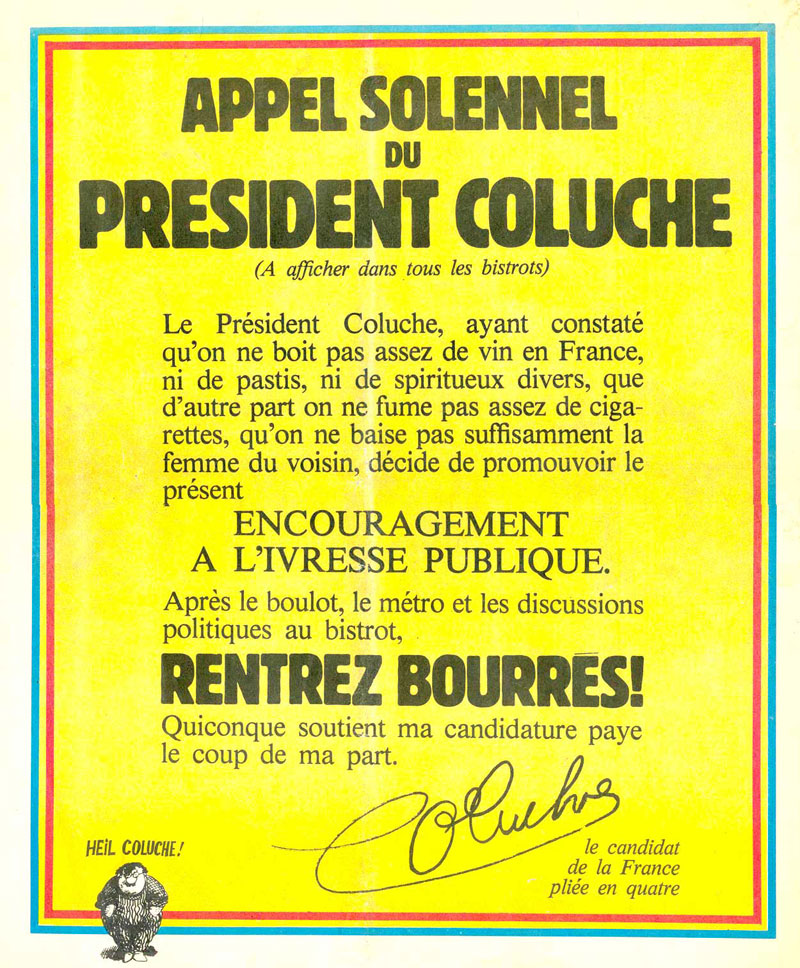 APPEL SOLENNEL
DU
PRESIDENT COLUCHE
(A afficher dans tous les bistrots)
Le Président Coluche, ayant constaté
qu'on ne boit pas assez de vin en France,
ni de pastis, ni de spiritueux divers, que
d'autre part on ne fume pas assez de ciga-
rettes, qu'on ne baise pas suffisamment la
femme du voisin, décide de promouvoir le
présent
ENCOURAGEMENT
A L'IVRESSE PUBLIQUE.
Après le boulot, le métro et les discussions
politiques au bistrot,
RENTREZ BOURRÉS!
Quiconque soutient ma candidature paye
le coup de ma part.
Coluche
le candidat
de la France
pliée en quatre
HEIL COLUCHE!